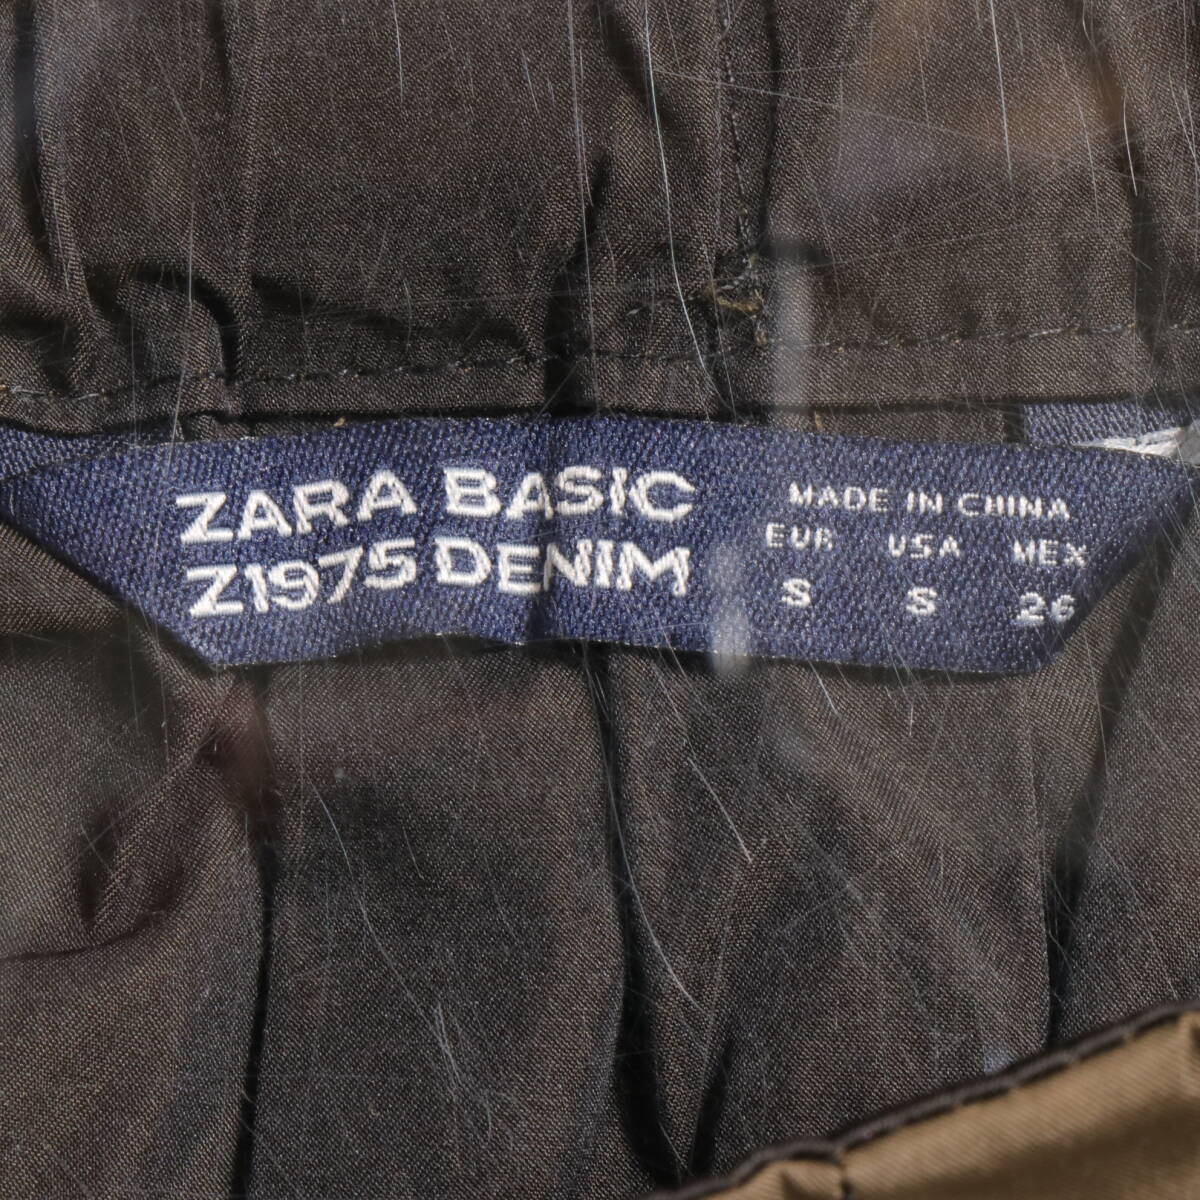 ZARA BASIC
Z1975 DENIM
MADE IN CHINA
EUR USA MEX
S S 26